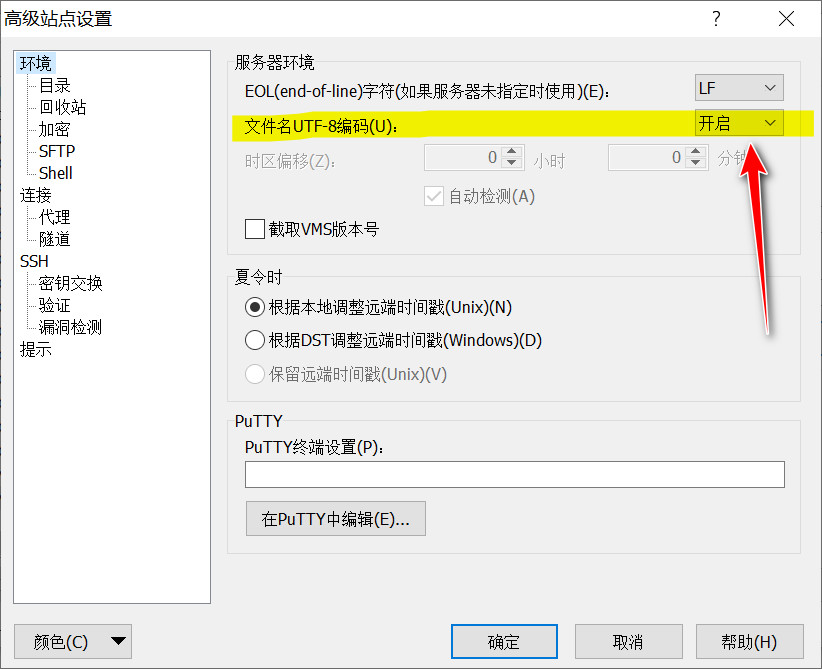 高级站点设置
?
环境
目录
回收站
加密
SFTP
Shell
连接
代理
隧道
SSH
密钥交换
验证
漏洞检测
提示
服务器环境
EOL(end-of-line)字符(如果服务器未指定时使用)(E): LF
文件名UTF-8编码(U): 开启
时区偏移(Z): 0 小时 0 分钟
自动检测(A)
截取VMS版本号
夏令时
根据本地调整远端时间戳(Unix)(N)
根据DST调整远端时间戳(Windows)(D)
保留远端时间戳(Unix)(V)
PuTTY
PuTTY终端设置(P):
在PuTTY中编辑(E)...
颜色(C) 确定 取消 帮助(H)